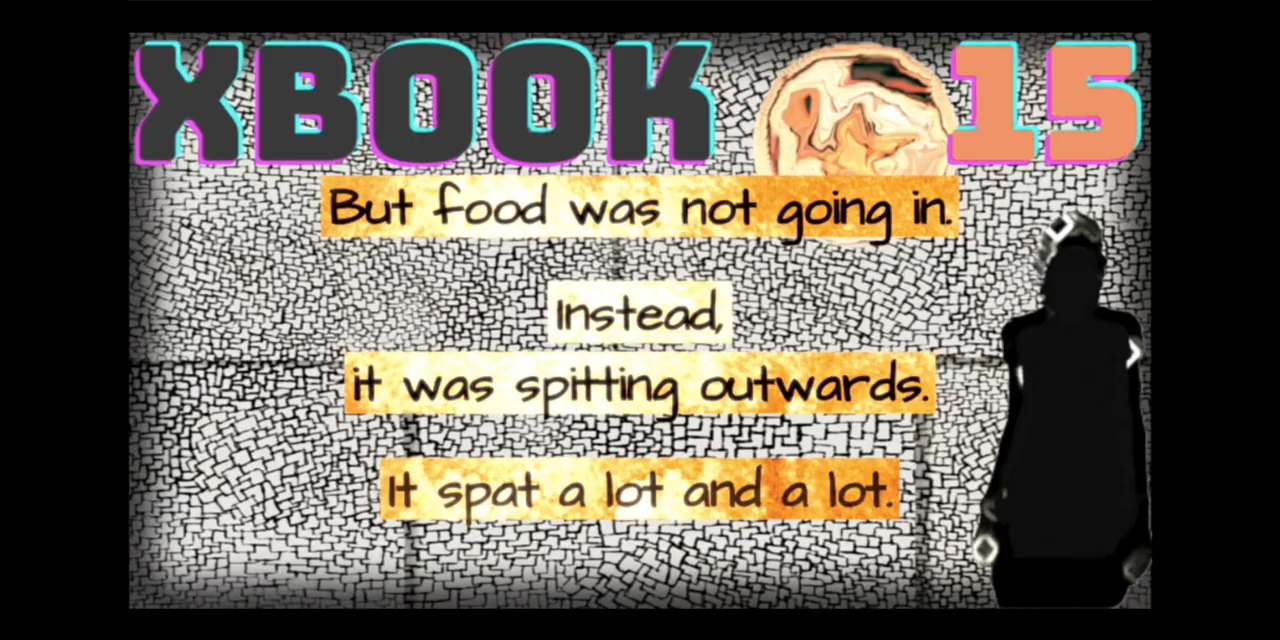 XBOOK 15
But food was not going in.
Instead,
it was spitting outwards.
It spat a lot and a lot.